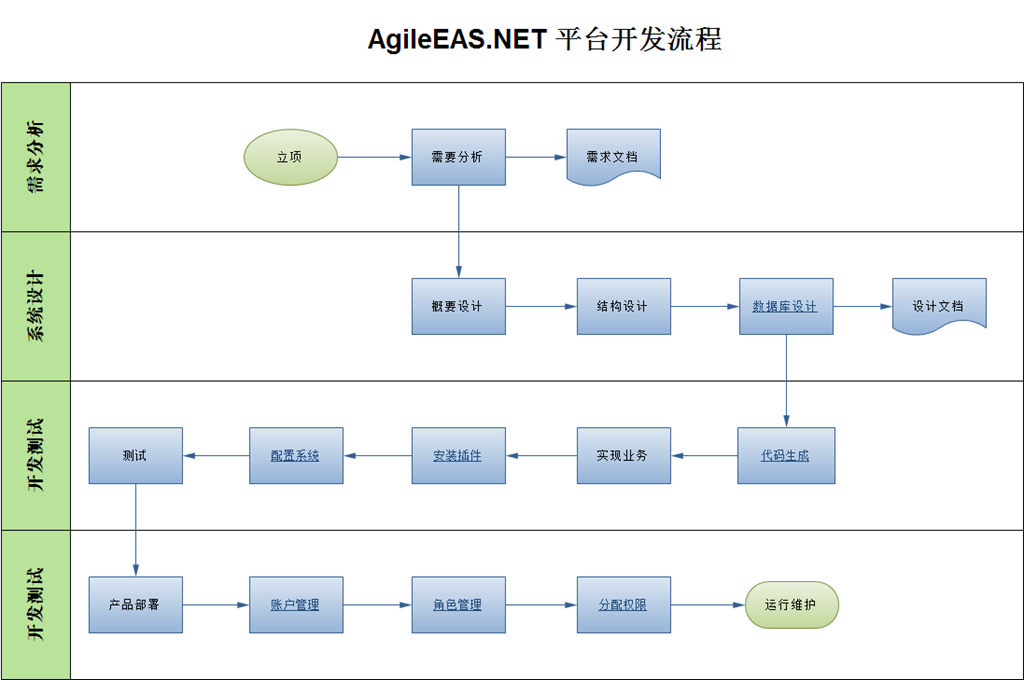 AgileEAS.NET 平台开发流程
需求分析
立项
需要分析
需求文档
系统设计
概要设计
结构设计
数据库设计
设计文档
开发测试
测试
配置系统
安装插件
实现业务
代码生成
开发测试
产品部署
账户管理
角色管理
分配权限
运行维护